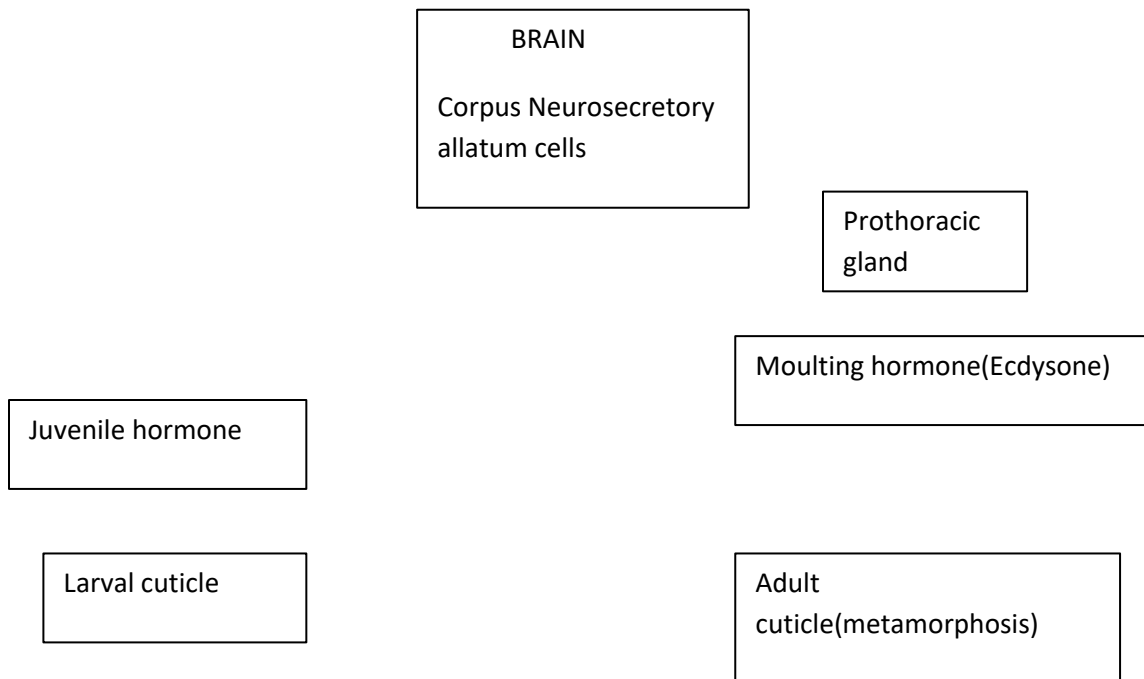 BRAIN
Corpus Neurosecretory
allatum cells
Prothoracic
gland
Moulting hormone(Ecdysone)
Juvenile hormone
Larval cuticle
Adult
cuticle(metamorphosis)